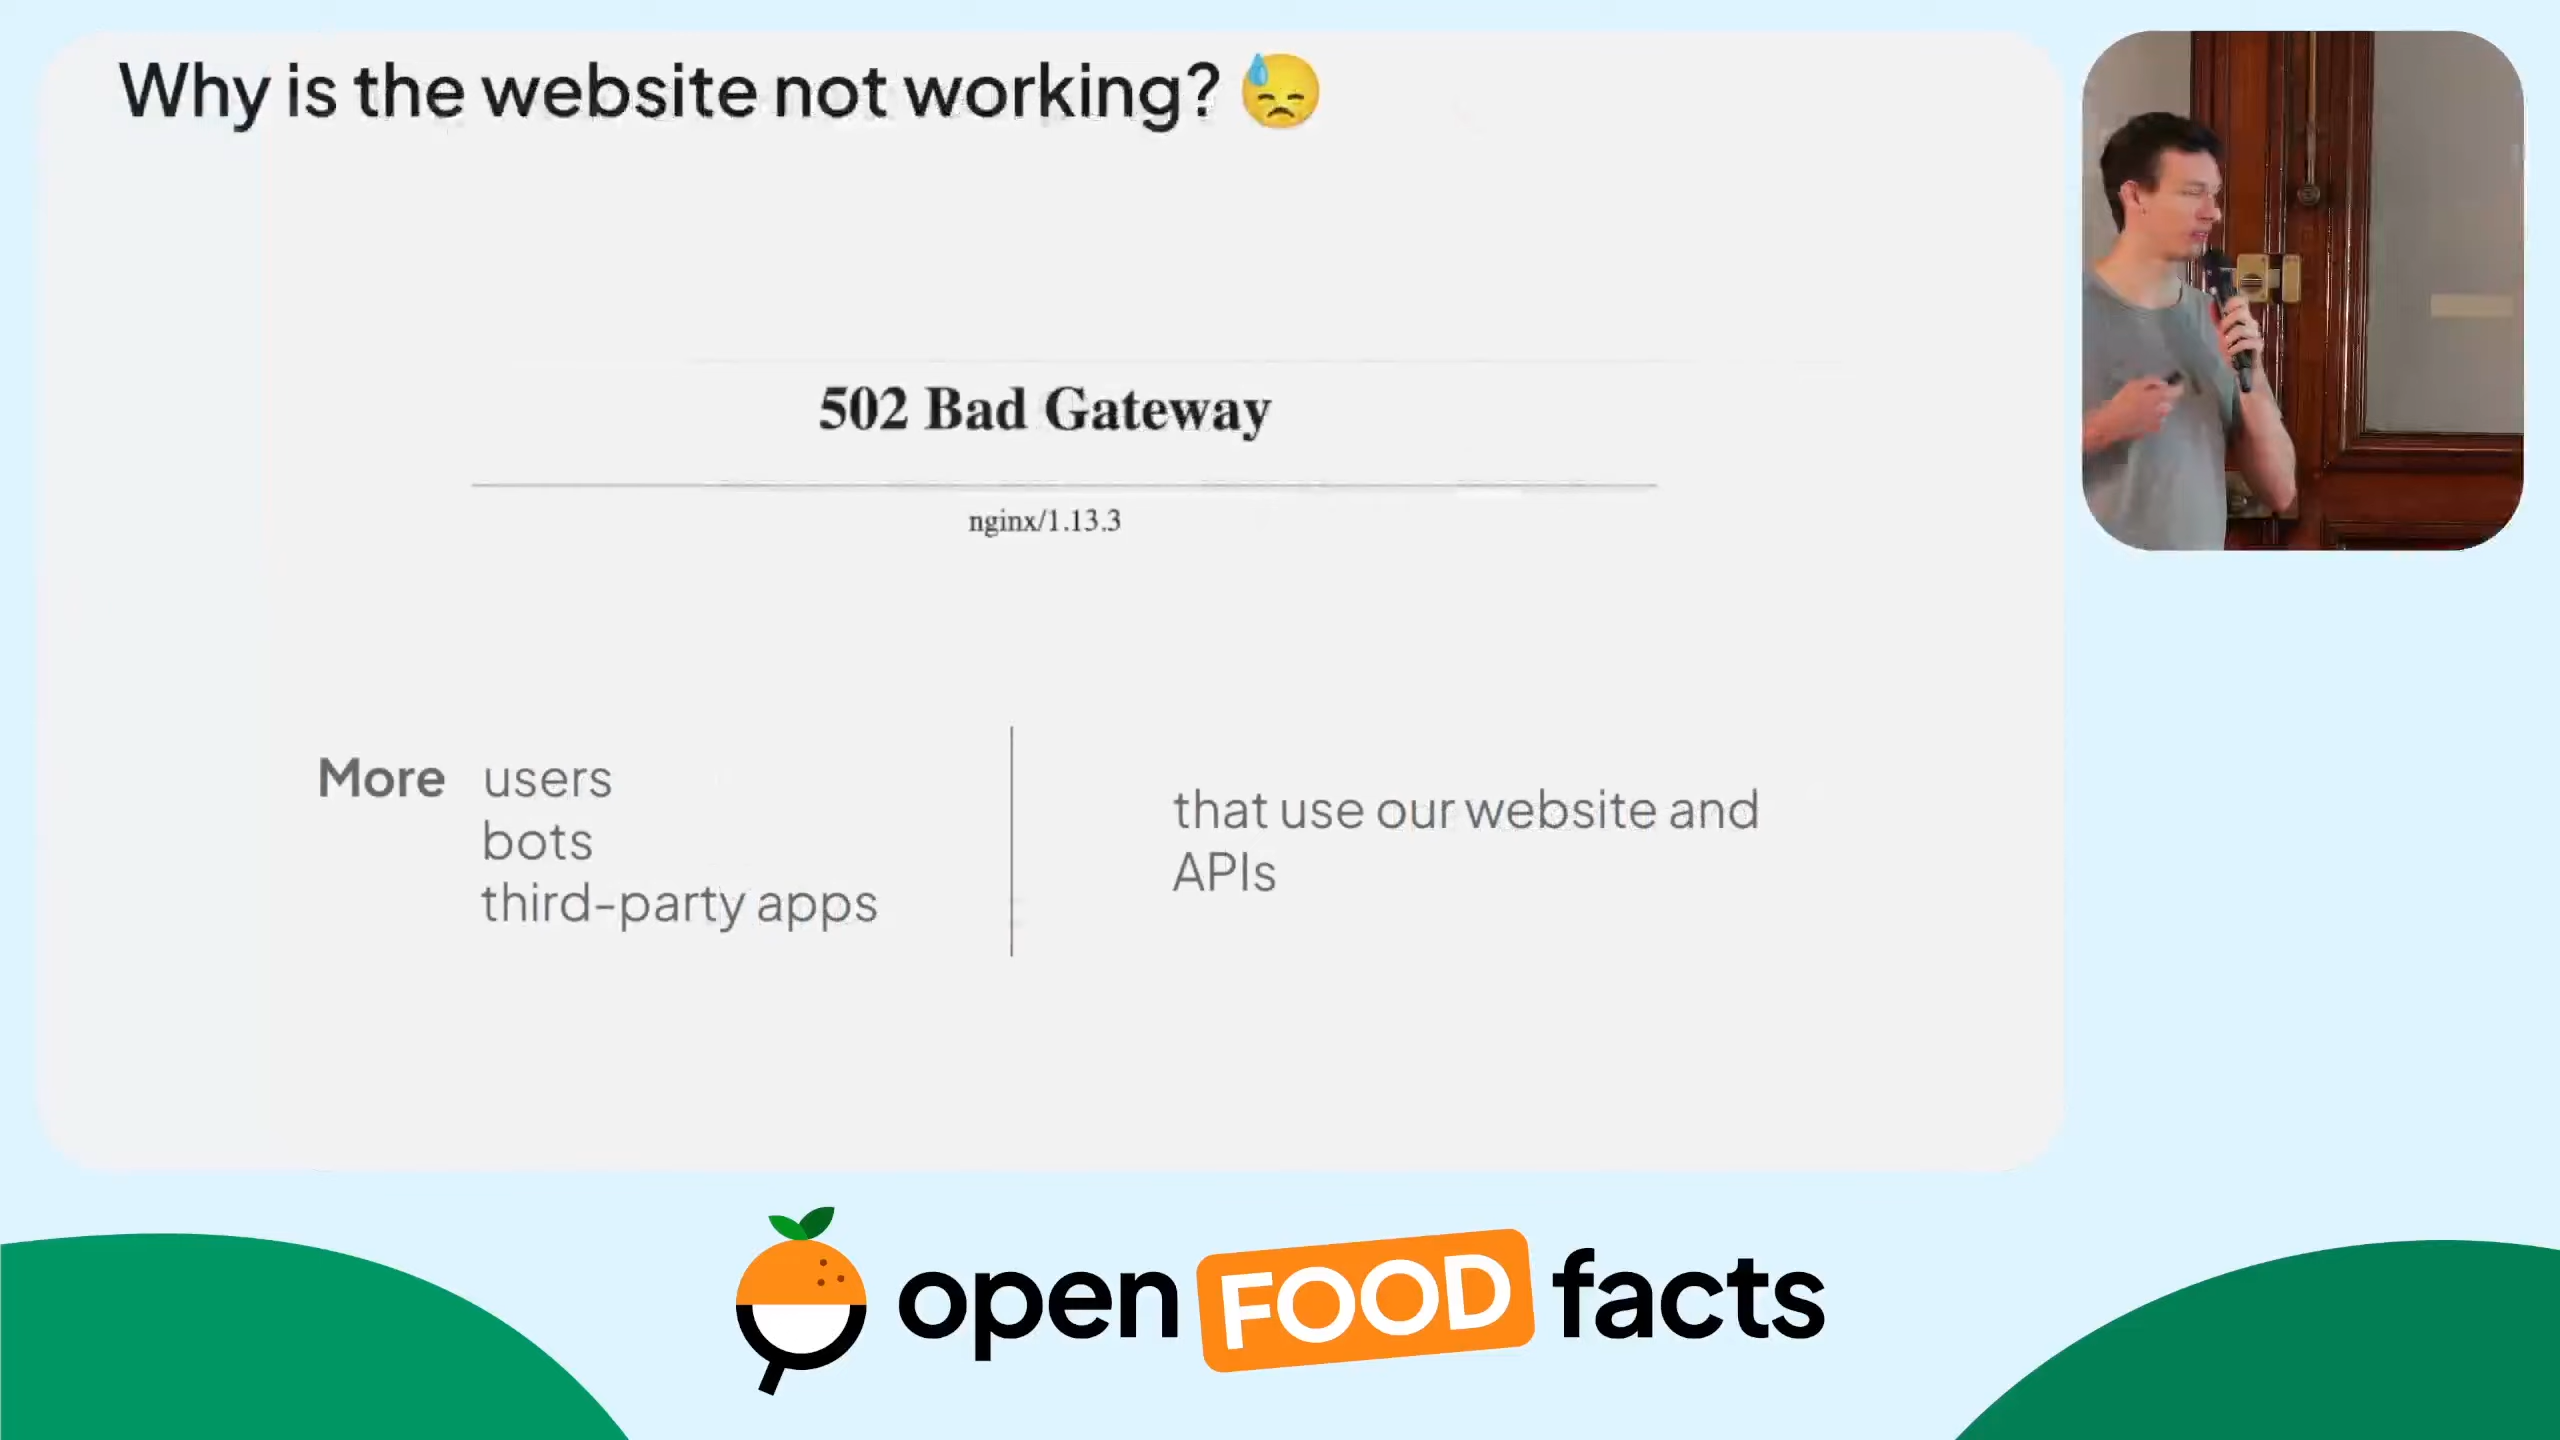 Why is the website not working? 😓
502 Bad Gateway
nginx/1.13.3
More users
bots
third-party apps
that use our website and
APIs
open FOOD facts